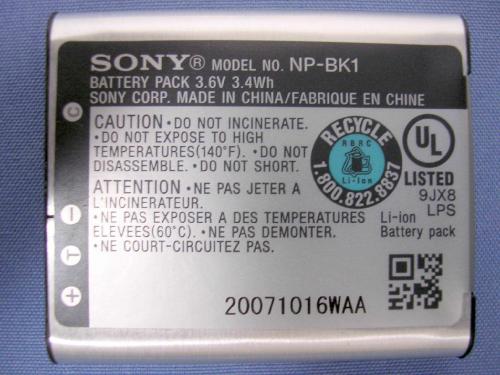 SONY® MODEL NO. NP-BK1
BATTERY PACK 3.6V 3.4Wh
SONY CORP. MADE IN CHINA/FABRIQUE EN CHINE
CAUTION • DO NOT INCINERATE.
• DO NOT EXPOSE TO HIGH
TEMPERATURES(140°F). • DO NOT
DISASSEMBLE. • DO NOT SHORT.
ATTENTION • NE PAS JETER A
L'INCINERATEUR.
• NE PAS EXPOSER A DES TEMPERATURES
ELEVEES(60°C). • NE PAS DEMONTER.
• NE COURT-CIRCUITEZ PAS
RECYCLE
RBRC
Li-Ion
1.800.822.8837
UL
LISTED
9JX8
LPS
Li-ion
Battery pack
C
−
+
20071016WAA